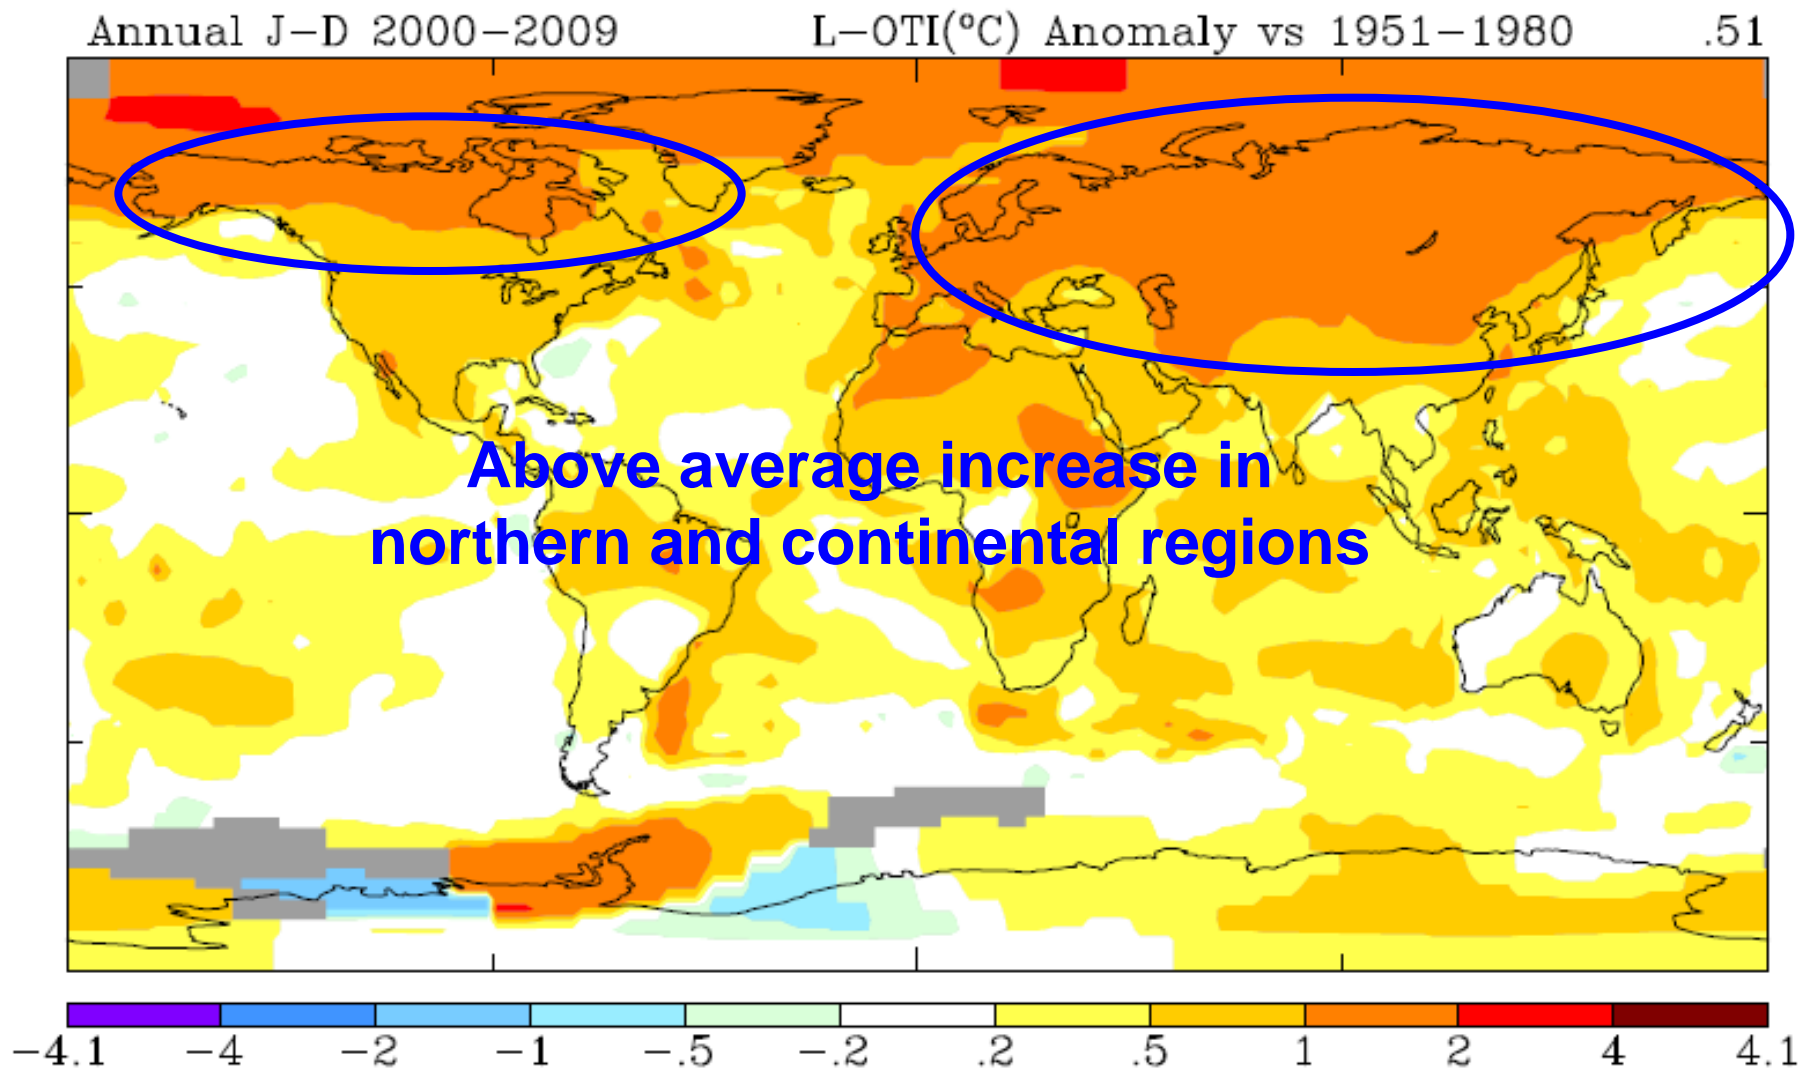 Annual J-D 2000-2009 L-OTI(°C) Anomaly vs 1951-1980 .51
Above average increase in
northern and continental regions
-4.1 -4 -2 -1 -.5 -.2 .2 .5 1 2 4 4.1